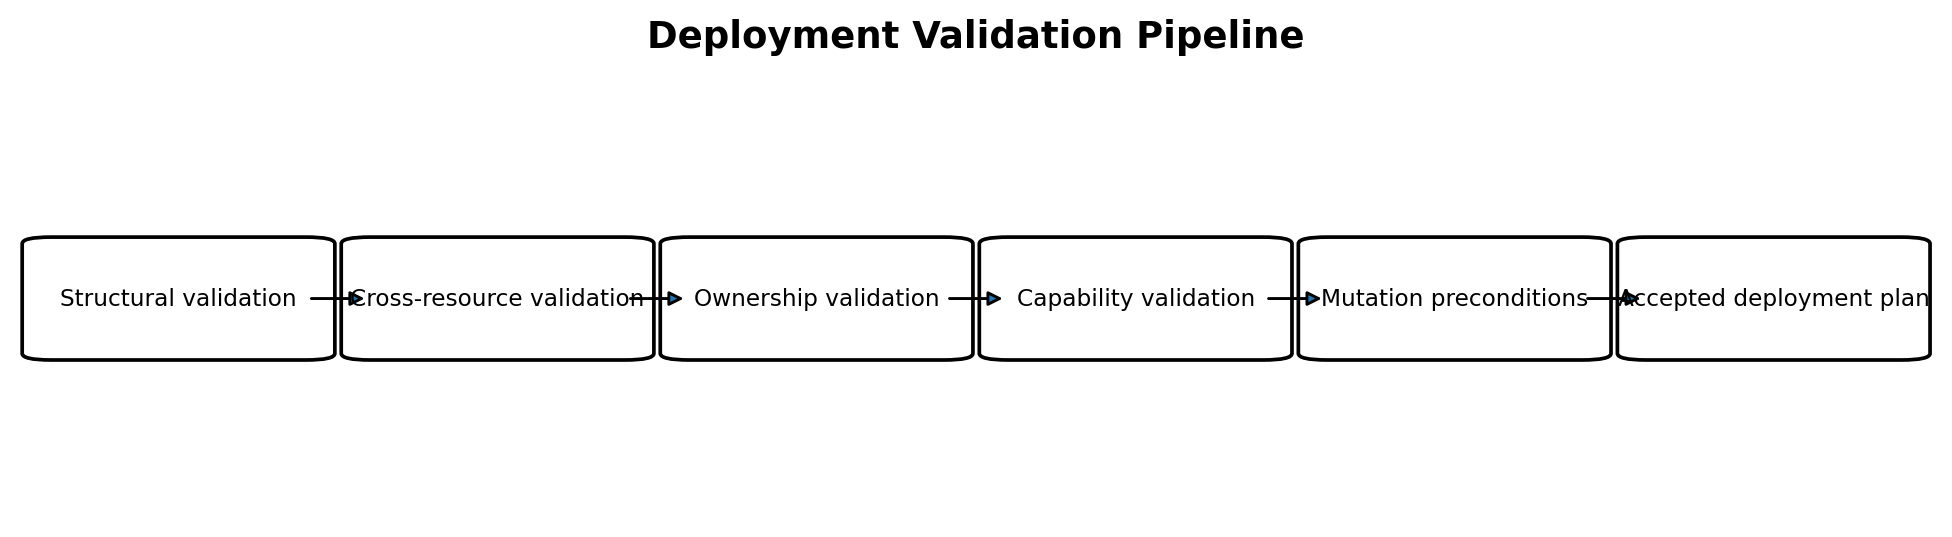 Deployment Validation Pipeline
Structural validation
Cross-resource validation
Ownership validation
Capability validation
Mutation preconditions
Accepted deployment plan